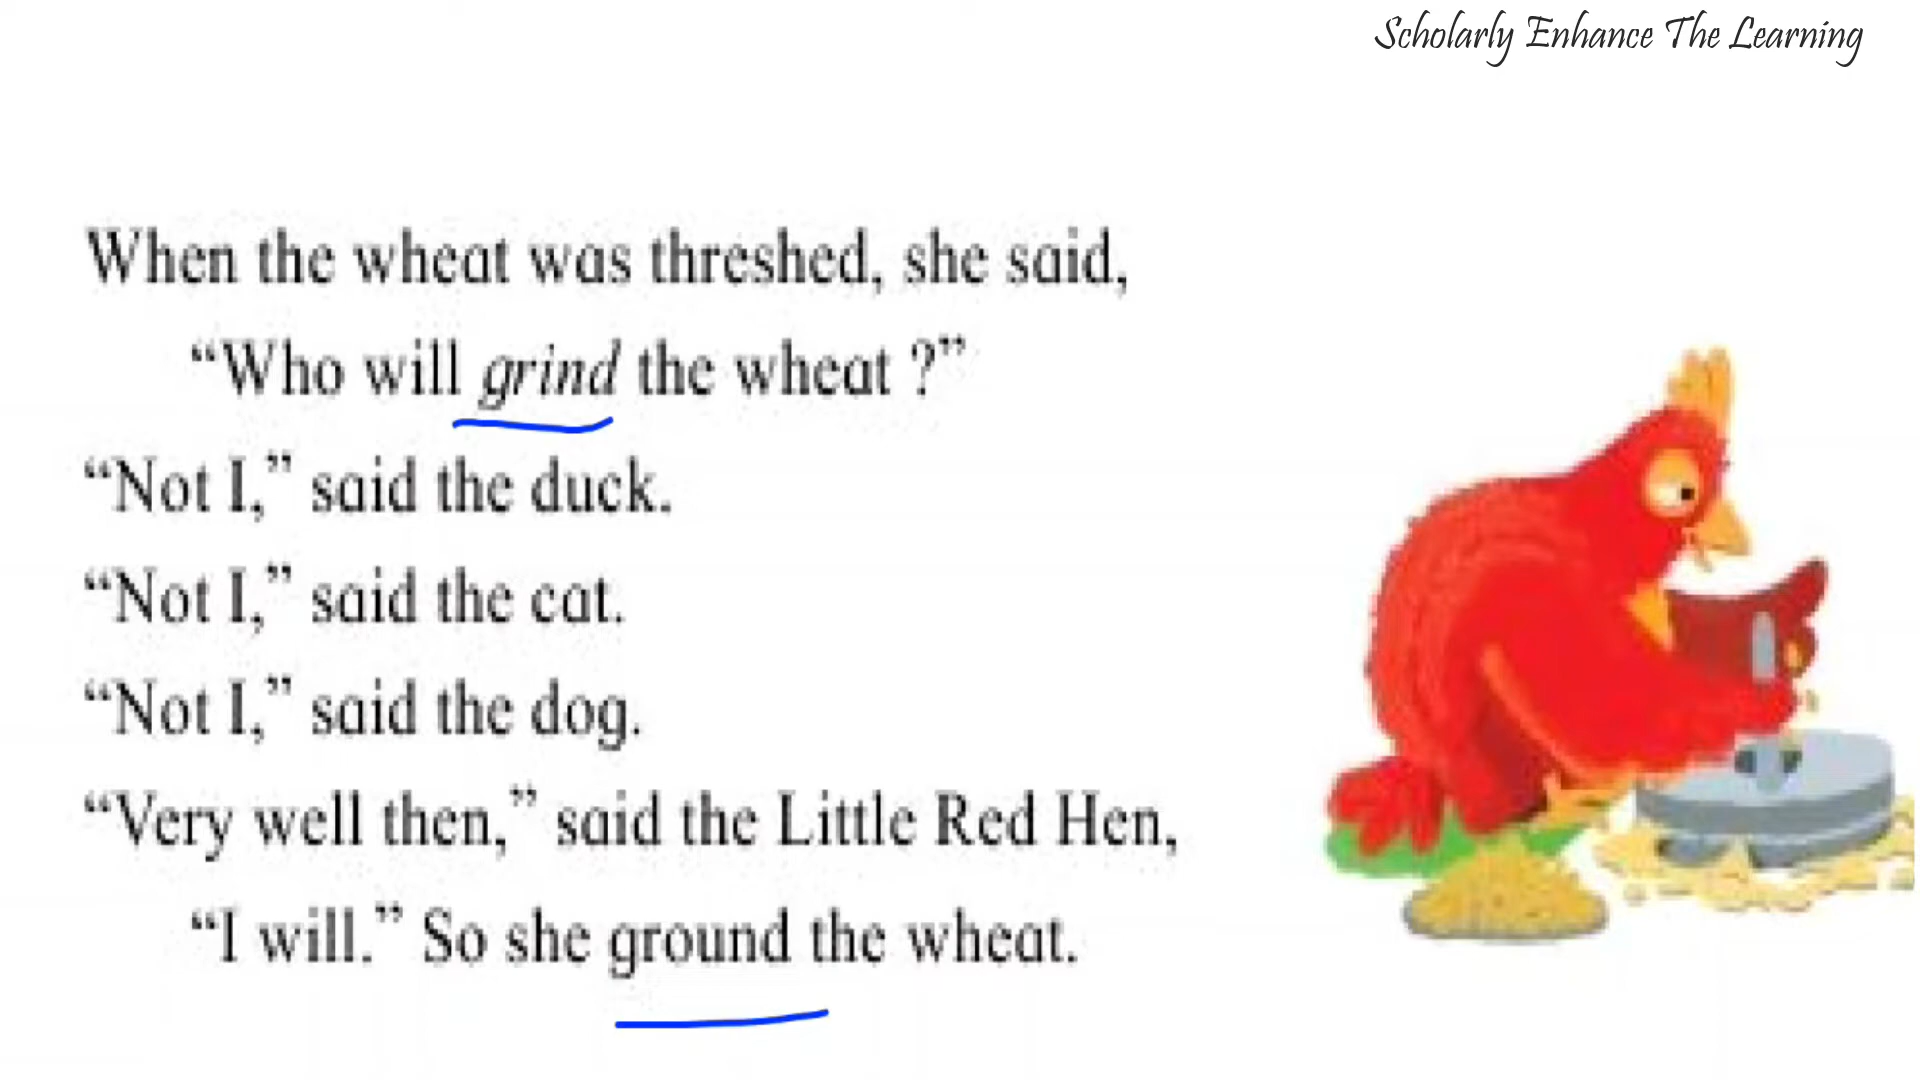 Scholarly Enhance The Learning
When the wheat was threshed, she said,
“Who will grind the wheat ?”
“Not I,” said the duck.
“Not I,” said the cat.
“Not I,” said the dog.
“Very well then,” said the Little Red Hen,
“I will.” So she ground the wheat.